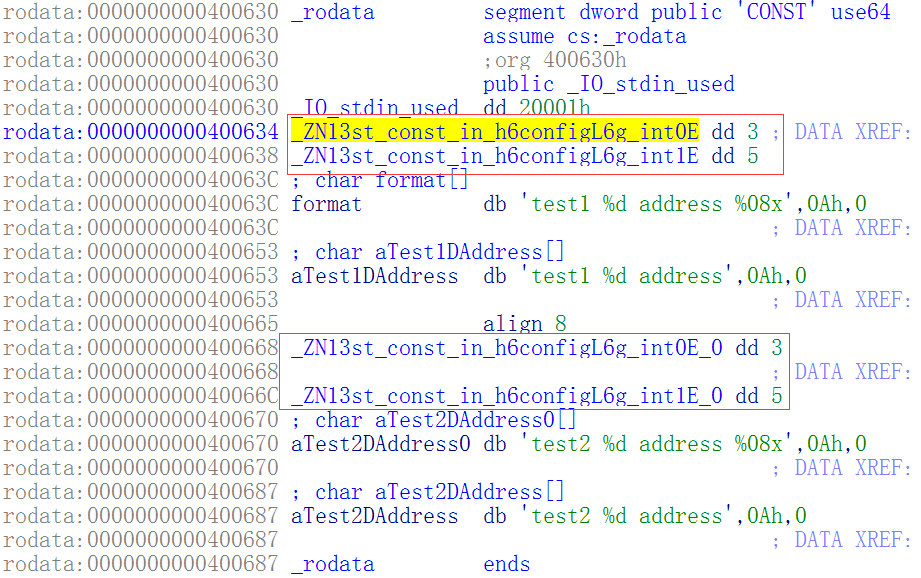 rodata:0000000000400630 _rodata segment dword public 'CONST' use64
rodata:0000000000400630 assume cs:_rodata
rodata:0000000000400630 ;org 400630h
rodata:0000000000400630 public _IO_stdin_used
rodata:0000000000400630 _IO_stdin_used dd 20001h
rodata:0000000000400634 _ZN13st_const_in_h6configL6g_int0E dd 3 ; DATA XREF:
rodata:0000000000400638 _ZN13st_const_in_h6configL6g_int1E dd 5
rodata:000000000040063C ; char format[]
rodata:000000000040063C format db 'test1 %d address %08x',0Ah,0
rodata:000000000040063C ; DATA XREF:
rodata:0000000000400653 ; char aTest1DAddress[]
rodata:0000000000400653 aTest1DAddress db 'test1 %d address',0Ah,0
rodata:0000000000400653 ; DATA XREF:
rodata:0000000000400665 align 8
rodata:0000000000400668 _ZN13st_const_in_h6configL6g_int0E_0 dd 3
rodata:0000000000400668 ; DATA XREF:
rodata:000000000040066C _ZN13st_const_in_h6configL6g_int1E_0 dd 5
rodata:0000000000400670 ; char aTest2DAddress0[]
rodata:0000000000400670 aTest2DAddress0 db 'test2 %d address %08x',0Ah,0
rodata:0000000000400670 ; DATA XREF:
rodata:0000000000400687 ; char aTest2DAddress[]
rodata:0000000000400687 aTest2DAddress db 'test2 %d address',0Ah,0
rodata:0000000000400687 ; DATA XREF:
rodata:0000000000400687 _rodata ends